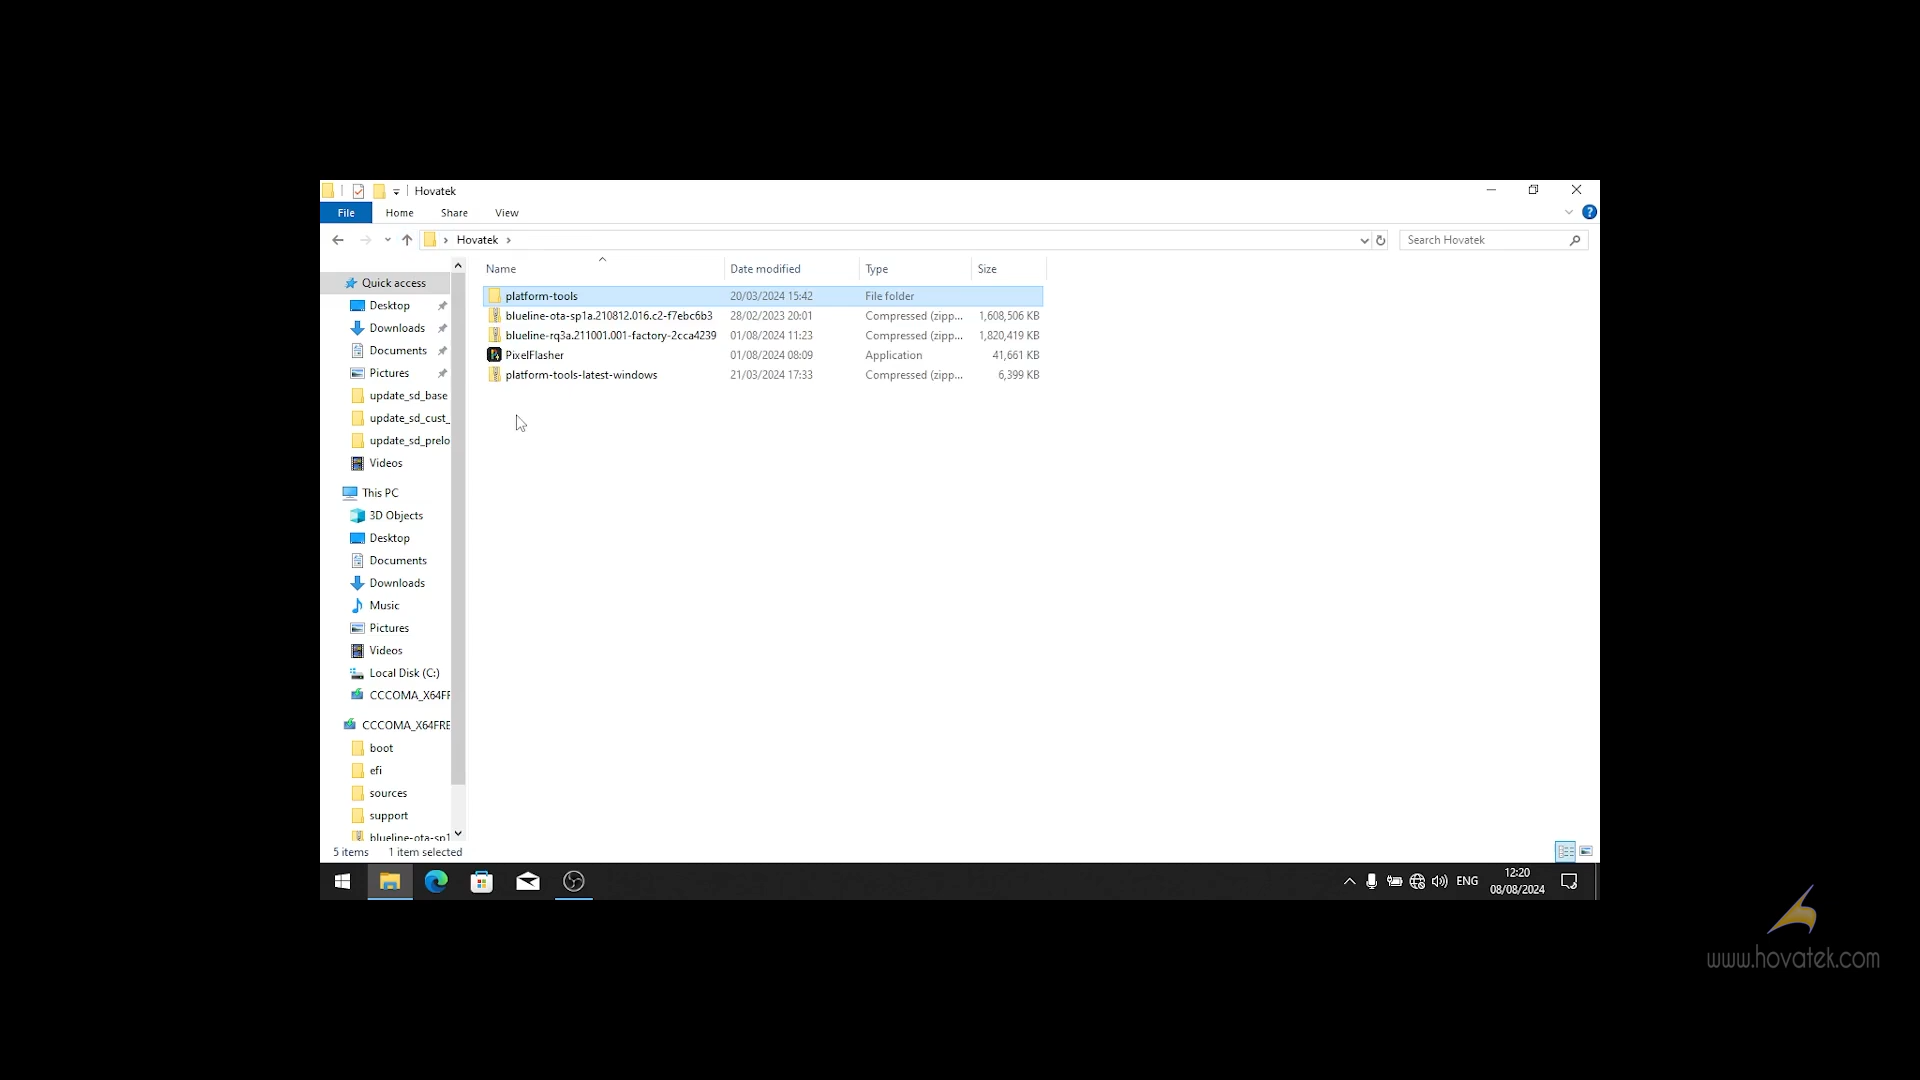 Hovatek
File Home Share View
Hovatek
Search Hovatek
Name Date modified Type Size
platform-tools 20/03/2024 15:42 File folder
blueline-ota-sp1a.210812.016.c2-f7ebc6b3 28/02/2023 20:01 Compressed (zipp... 1,608,506 KB
blueline-rq3a.211001.001-factory-2cca4239 01/08/2024 11:23 Compressed (zipp... 1,820,419 KB
PixelFlasher 01/08/2024 08:09 Application 41,661 KB
platform-tools-latest-windows 21/03/2024 17:33 Compressed (zipp... 6,399 KB
Quick access
Desktop
Downloads
Documents
Pictures
update_sd_base
update_sd_cust_
update_sd_prelo
Videos
This PC
3D Objects
Desktop
Documents
Downloads
Music
Pictures
Videos
Local Disk (C:)
CCCOMA_X64FR
CCCOMA_X64FRE
boot
efi
sources
support
blueline-ota-sp1
5 items 1 item selected
ENG
12:20
08/08/2024
www.hovatek.com